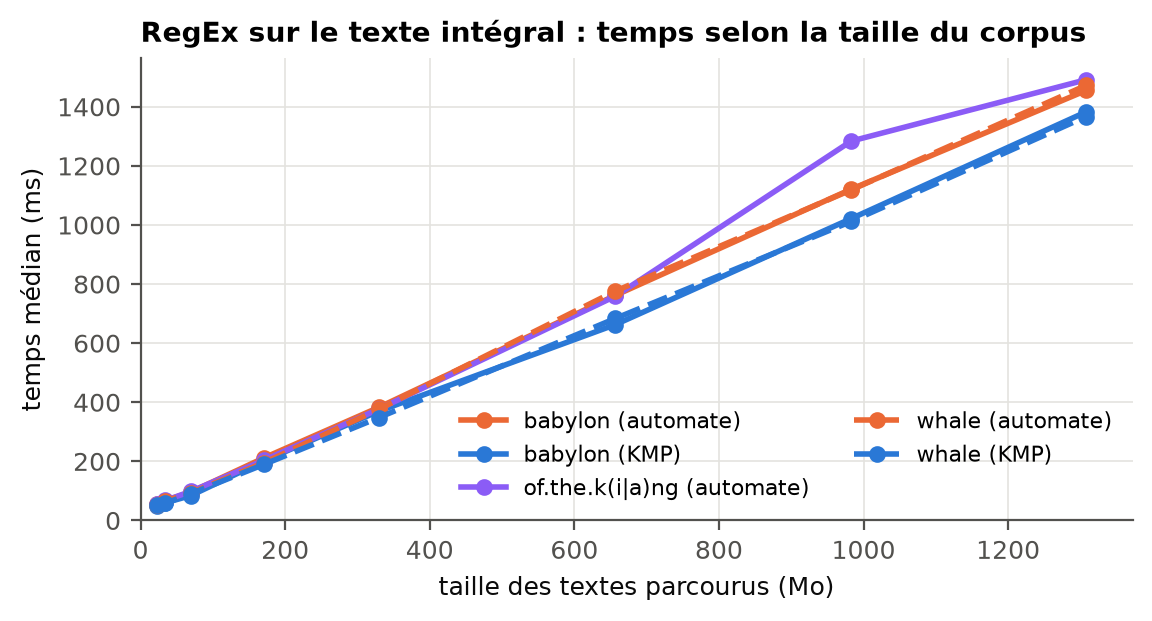 RegEx sur le texte intégral : temps selon la taille du corpus
temps médian (ms)
1400
1200
1000
800
600
400
200
0
babylon (automate)
babylon (KMP)
of.the.k(i|a)ng (automate)
whale (automate)
whale (KMP)
0 200 400 600 800 1000 1200
taille des textes parcourus (Mo)